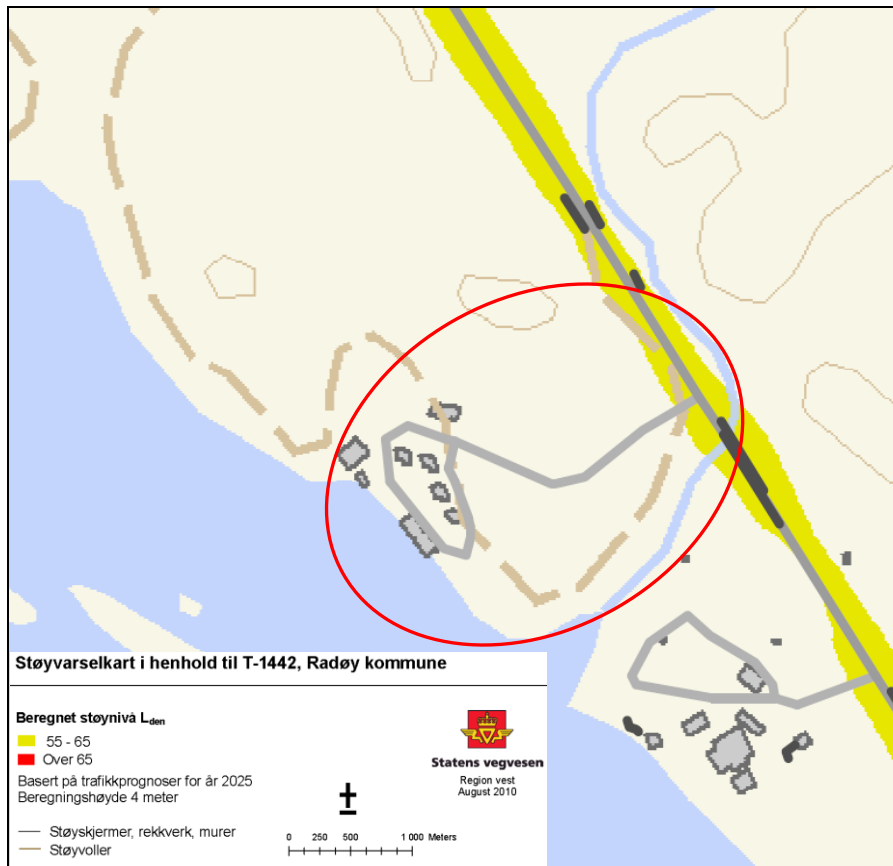 Støyvarselkart i henhold til T-1442, Radøy kommune
Beregnet støynivå Lden
55 - 65
Over 65
Basert på trafikkprognoser for år 2025
Beregningshøyde 4 meter
Støyskjermer, rekkverk, murer
Støyvoller
Statens vegvesen
Region vest
August 2010
0 250 500 1 000 Meters